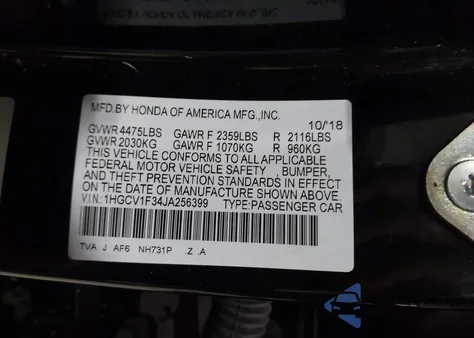 MFD.BY HONDA OF AMERICA MFG.,INC.
10/18
GVWR 4475LBS GAWR F 2359LBS R 2116LBS
GVWR 2030KG GAWR F 1070KG R 960KG
THIS VEHICLE CONFORMS TO ALL APPLICABLE
FEDERAL MOTOR VEHICLE SAFETY , BUMPER,
AND THEFT PREVENTION STANDARDS IN EFFECT
ON THE DATE OF MANUFACTURE SHOWN ABOVE.
V.I.N.:1HGCV1F34JA256399 TYPE:PASSENGER CAR
TVA J AF6 NH731P .Z .A